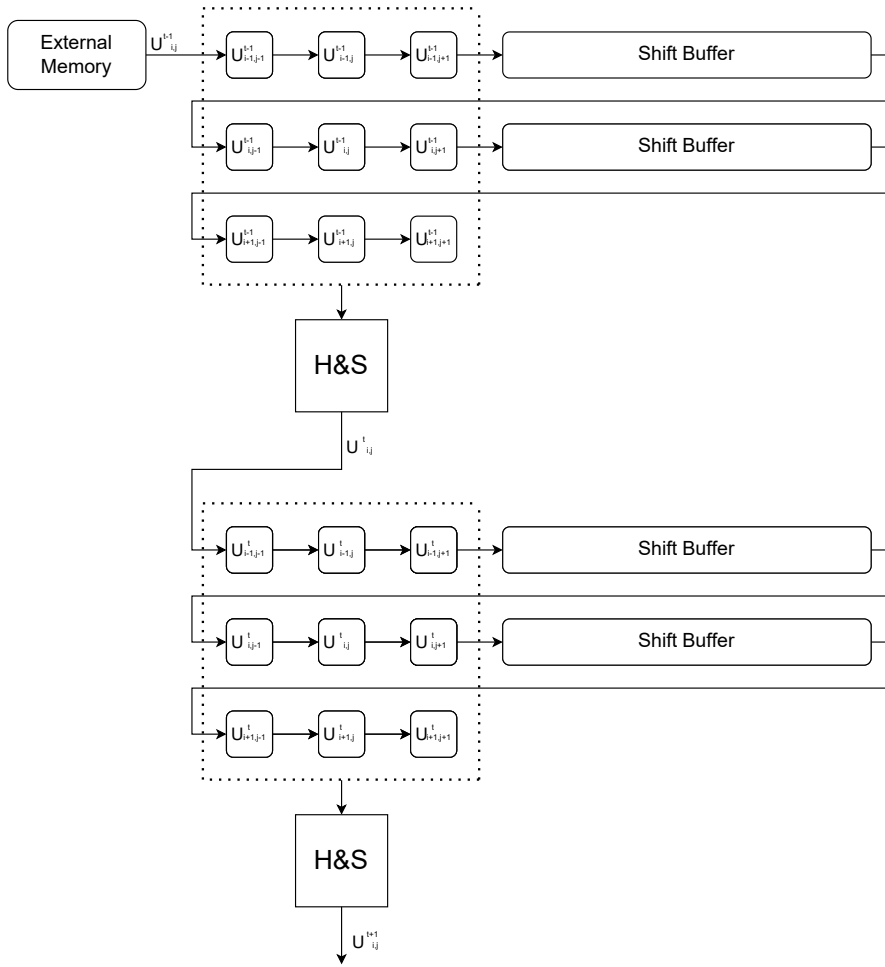 External
Memory
U^{t-1}_{i,j}
U^{t-1}_{i-1,j-1}
U^{t-1}_{i-1,j}
U^{t-1}_{i-1,j+1}
Shift Buffer
U^{t-1}_{i,j-1}
U^{t-1}_{i,j}
U^{t-1}_{i,j+1}
Shift Buffer
U^{t-1}_{i+1,j-1}
U^{t-1}_{i+1,j}
U^{t-1}_{i+1,j+1}
H&S
U^{t}_{i,j}
U^{t}_{i-1,j-1}
U^{t}_{i-1,j}
U^{t}_{i-1,j+1}
Shift Buffer
U^{t}_{i,j-1}
U^{t}_{i,j}
U^{t}_{i,j+1}
Shift Buffer
U^{t}_{i+1,j-1}
U^{t}_{i+1,j}
U^{t}_{i+1,j+1}
H&S
U^{t+1}_{i,j}